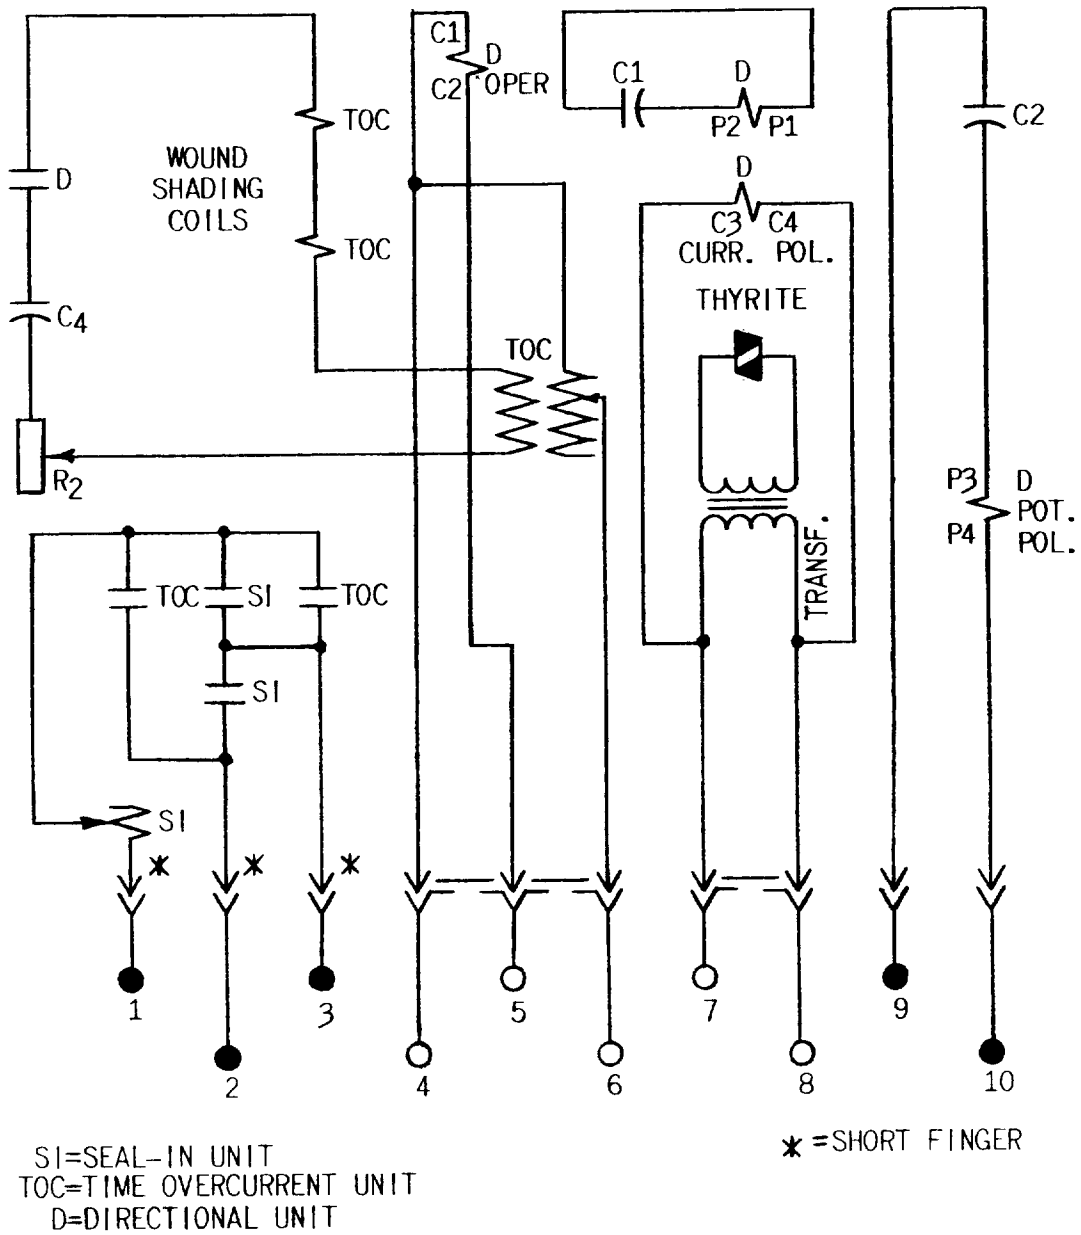 C1
D
C2 OPER
C1
D
P2 P1
C2
TOC
WOUND
SHADING
COILS
D
TOC
D
C3 C4
CURR. POL.
THYRITE
C4
TOC
R2
P3 D
POT.
P4 POL.
TRANSF.
TOC SI TOC
SI
SI
* * *
1 2 3 4 5 6 7 8 9 10
* =SHORT FINGER
SI=SEAL-IN UNIT
TOC=TIME OVERCURRENT UNIT
D=DIRECTIONAL UNIT